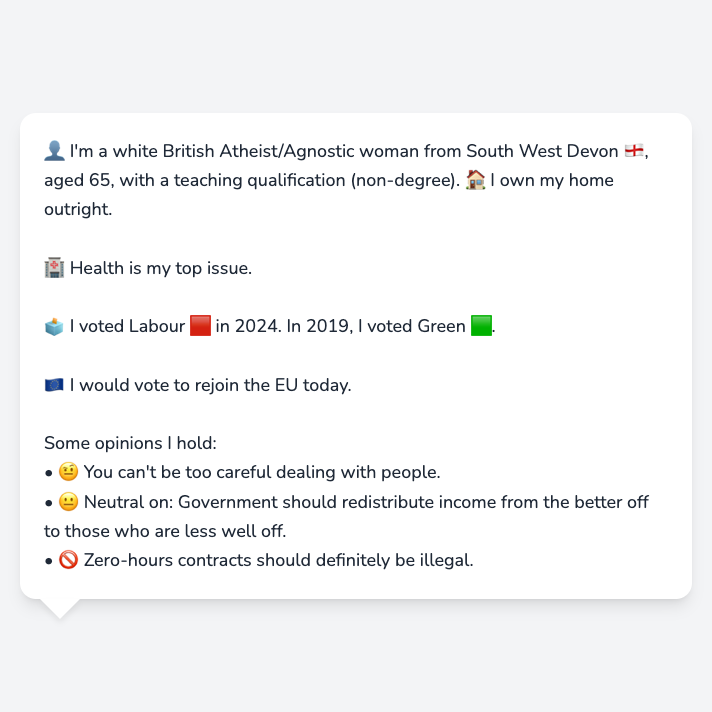 👤 I'm a white British Atheist/Agnostic woman from South West Devon 🏴󠁧󠁢󠁥󠁮󠁧󠁿,
aged 65, with a teaching qualification (non-degree). 🏠 I own my home
outright.
🏥 Health is my top issue.
🗳️ I voted Labour 🟥 in 2024. In 2019, I voted Green 🟩.
🇪🇺 I would vote to rejoin the EU today.
Some opinions I hold:
• 🤨 You can't be too careful dealing with people.
• 😐 Neutral on: Government should redistribute income from the better off
to those who are less well off.
• 🚫 Zero-hours contracts should definitely be illegal.